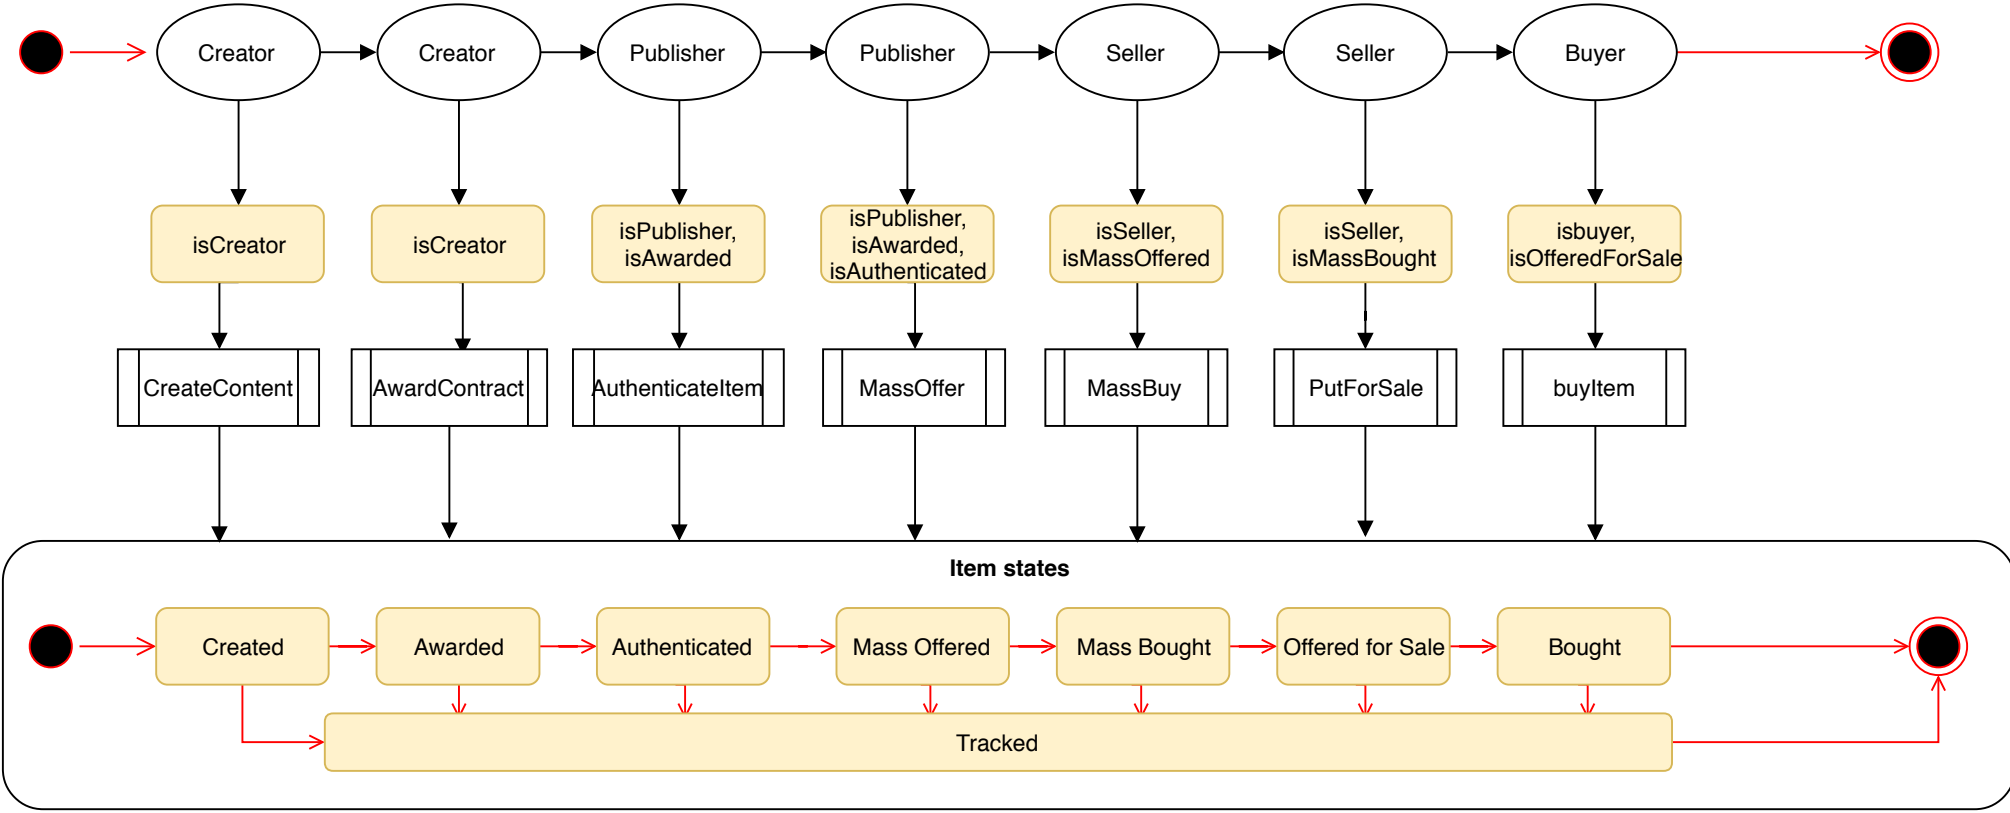 Creator
Creator
Publisher
Publisher
Seller
Seller
Buyer
isCreator
isCreator
isPublisher,
isAwarded
isPublisher,
isAwarded,
isAuthenticated
isSeller,
isMassOffered
isSeller,
isMassBought
isbuyer,
isOfferedForSale
CreateContent
AwardContract
AuthenticateItem
MassOffer
MassBuy
PutForSale
buyItem
Item states
Created
Awarded
Authenticated
Mass Offered
Mass Bought
Offered for Sale
Bought
Tracked